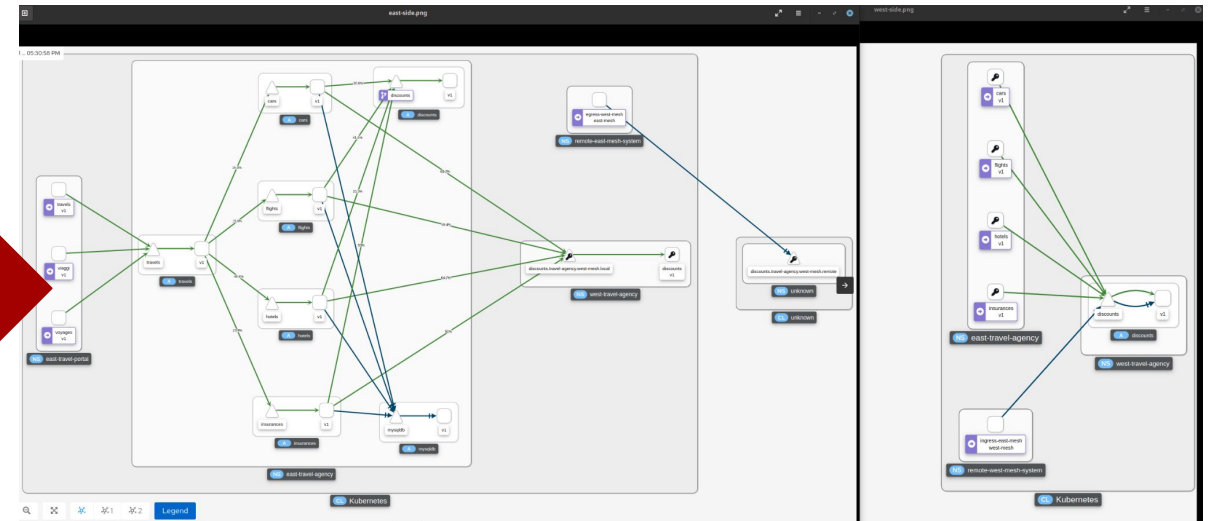 east-side.png
05:30:58 PM
cars
v1
A cars
discounts
v1
A discounts
egress-west-mesh
east-mesh
NS remote-east-mesh-system
travels
v1
viaggi
v1
voyages
v1
NS east-travel-portal
travels
v1
A travels
flights
v1
A flights
hotels
v1
A hotels
insurances
v1
A insurances
mysqldb
v1
A mysqldb
NS east-travel-agency
discounts.travel-agency.west-mesh.local
discounts
v1
NS west-travel-agency
discounts.travel-agency.west-mesh.remote
NS unknown
CL unknown
CL Kubernetes
1
2
Legend
west-side.png
cars
v1
flights
v1
hotels
v1
insurances
v1
NS east-travel-agency
discounts
v1
A discounts
NS west-travel-agency
ingress-east-mesh
west-mesh
NS remote-west-mesh-system
CL Kubernetes